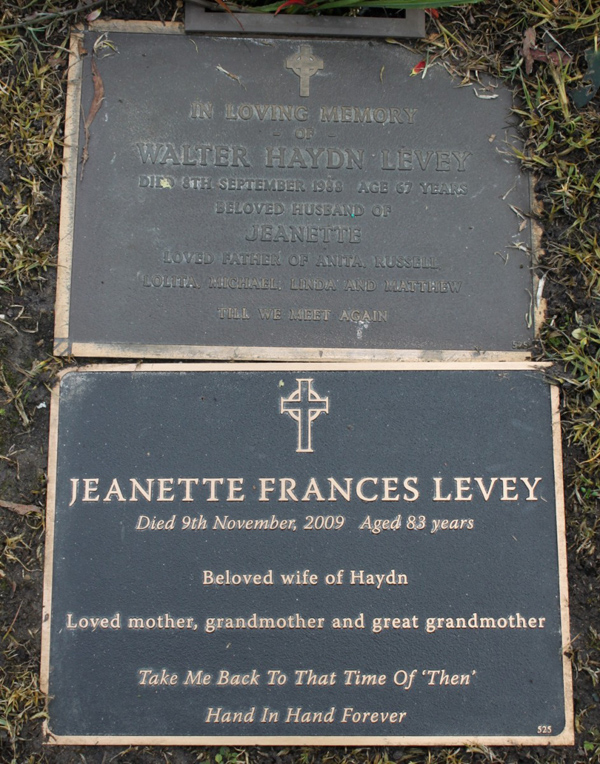 IN LOVING MEMORY
- OF -
WALTER HAYDN LEVEY
DIED 8TH SEPTEMBER 1988 AGE 67 YEARS
BELOVED HUSBAND OF
JEANETTE
LOVED FATHER OF ANITA, RUSSELL,
LOLITA, MICHAEL, LINDA AND MATTHEW
TILL WE MEET AGAIN
JEANETTE FRANCES LEVEY
Died 9th November, 2009 Aged 83 years
Beloved wife of Haydn
Loved mother, grandmother and great grandmother
Take Me Back To That Time Of ‘Then’
Hand In Hand Forever
525